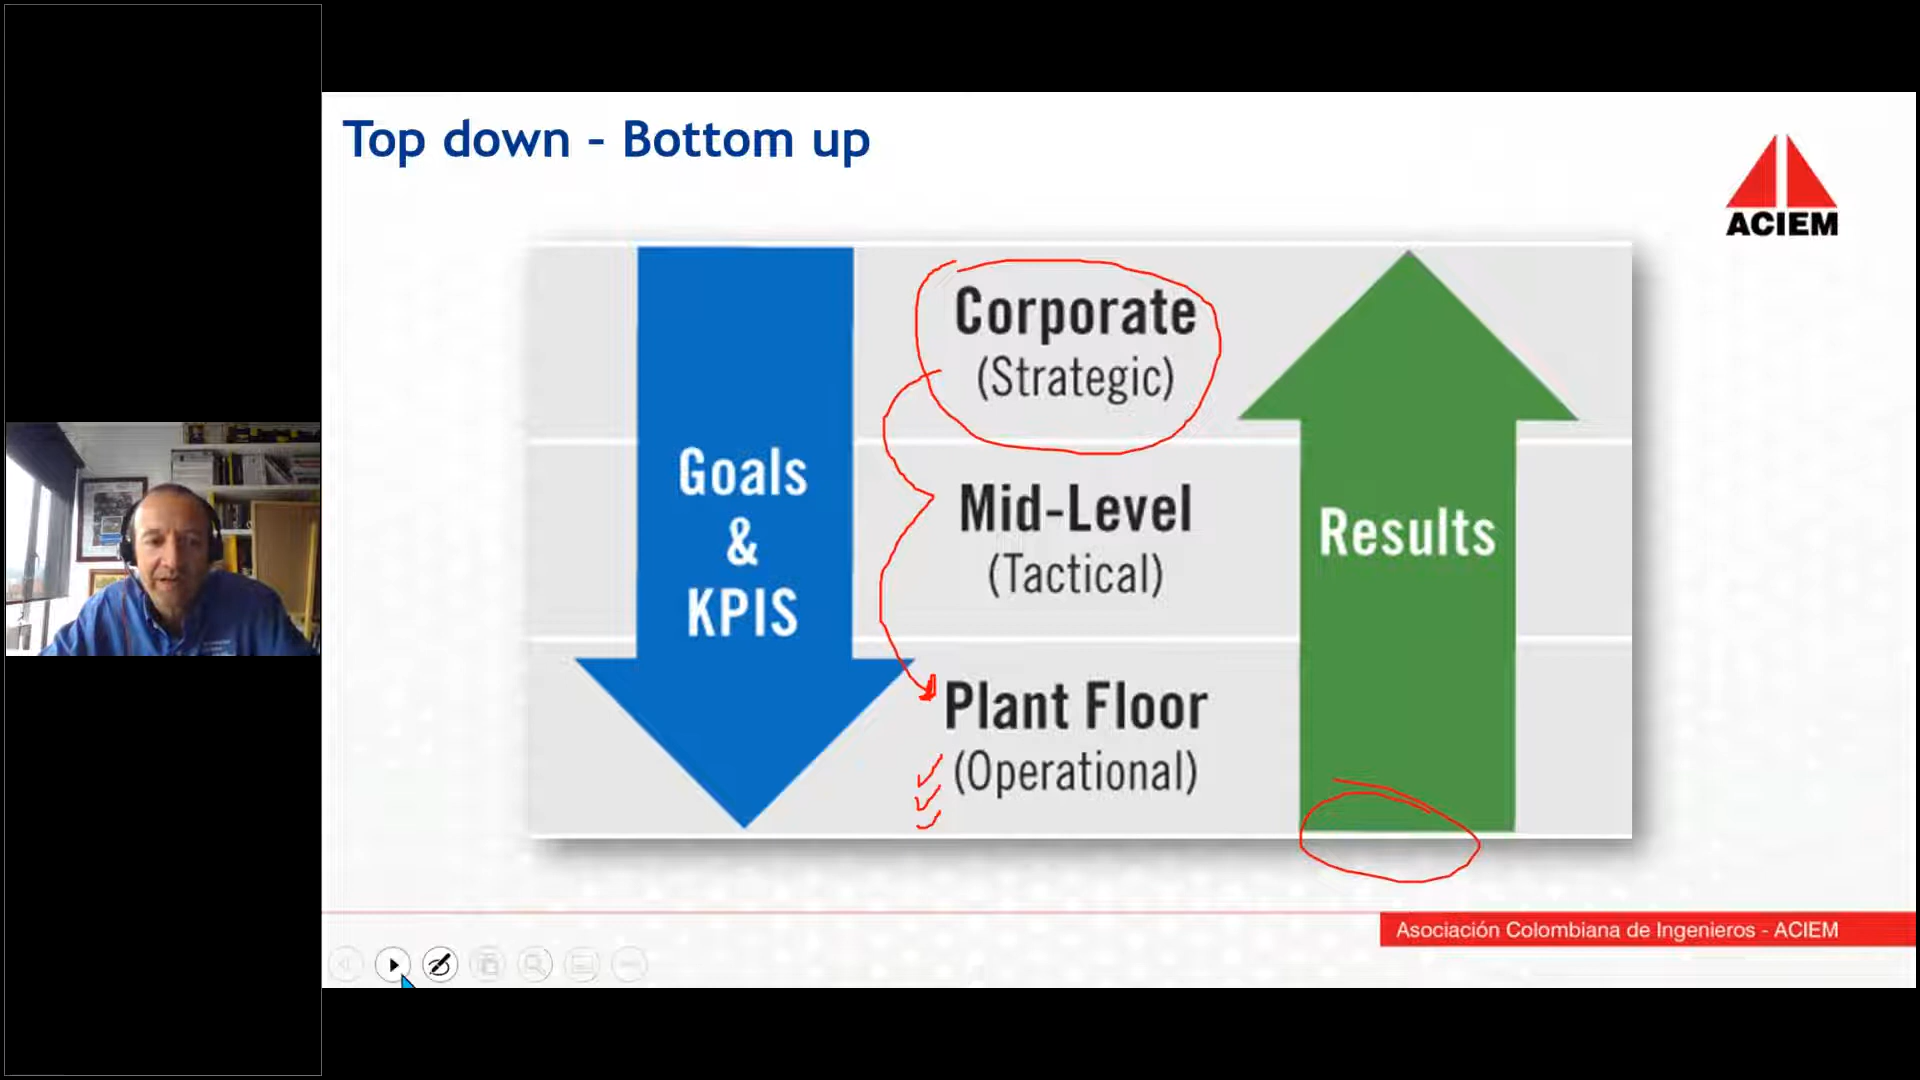 Top down - Bottom up
ACIEM
Corporate
(Strategic)
Goals
&
KPIS
Mid-Level
(Tactical)
Results
Plant Floor
(Operational)
Asociación Colombiana de Ingenieros - ACIEM